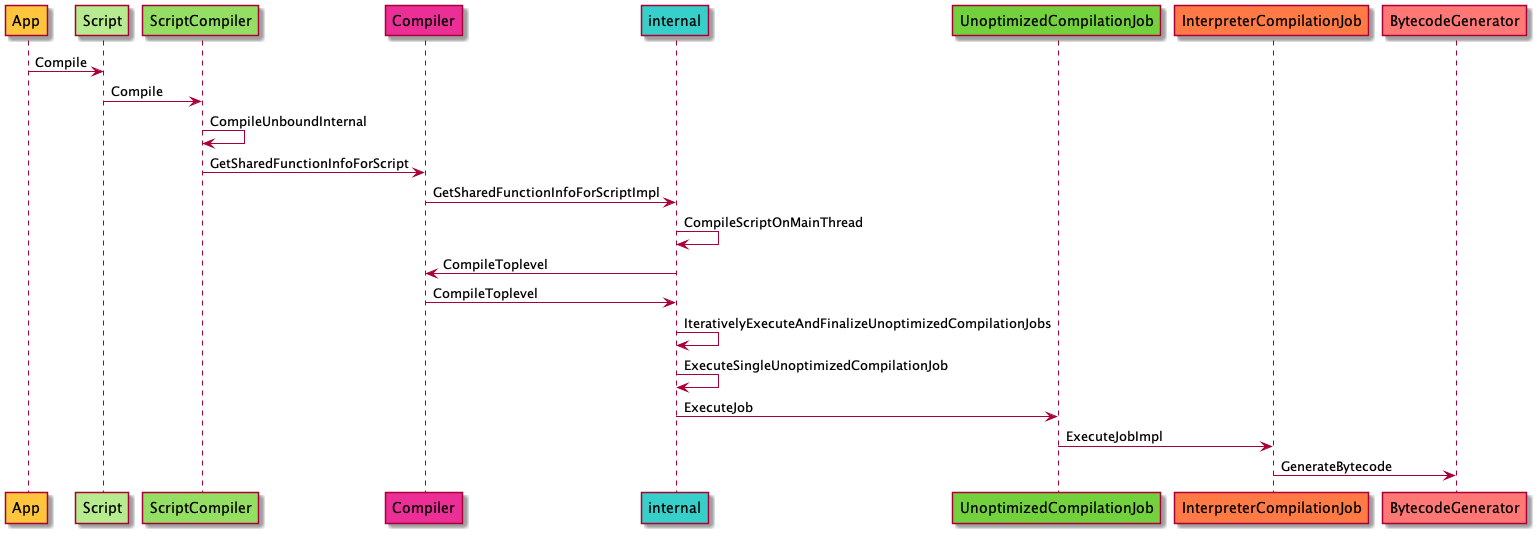 App Script ScriptCompiler Compiler internal UnoptimizedCompilationJob InterpreterCompilationJob BytecodeGenerator
Compile
Compile
CompileUnboundInternal
GetSharedFunctionInfoForScript
GetSharedFunctionInfoForScriptImpl
CompileScriptOnMainThread
CompileToplevel
CompileToplevel
IterativelyExecuteAndFinalizeUnoptimizedCompilationJobs
ExecuteSingleUnoptimizedCompilationJob
ExecuteJob
ExecuteJobImpl
GenerateBytecode
App Script ScriptCompiler Compiler internal UnoptimizedCompilationJob InterpreterCompilationJob BytecodeGenerator